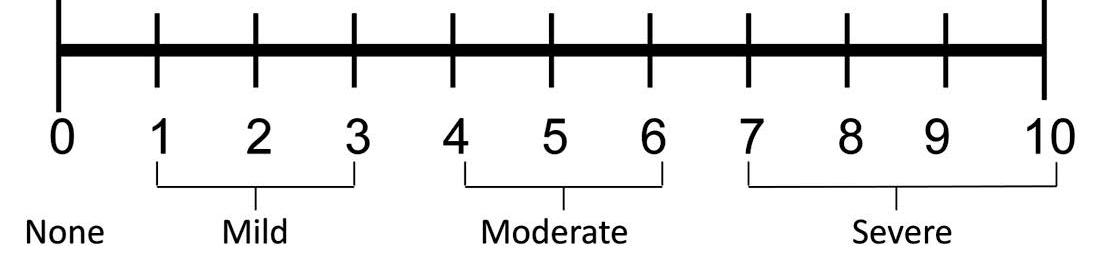 0 1 2 3 4 5 6 7 8 9 10
None Mild Moderate Severe